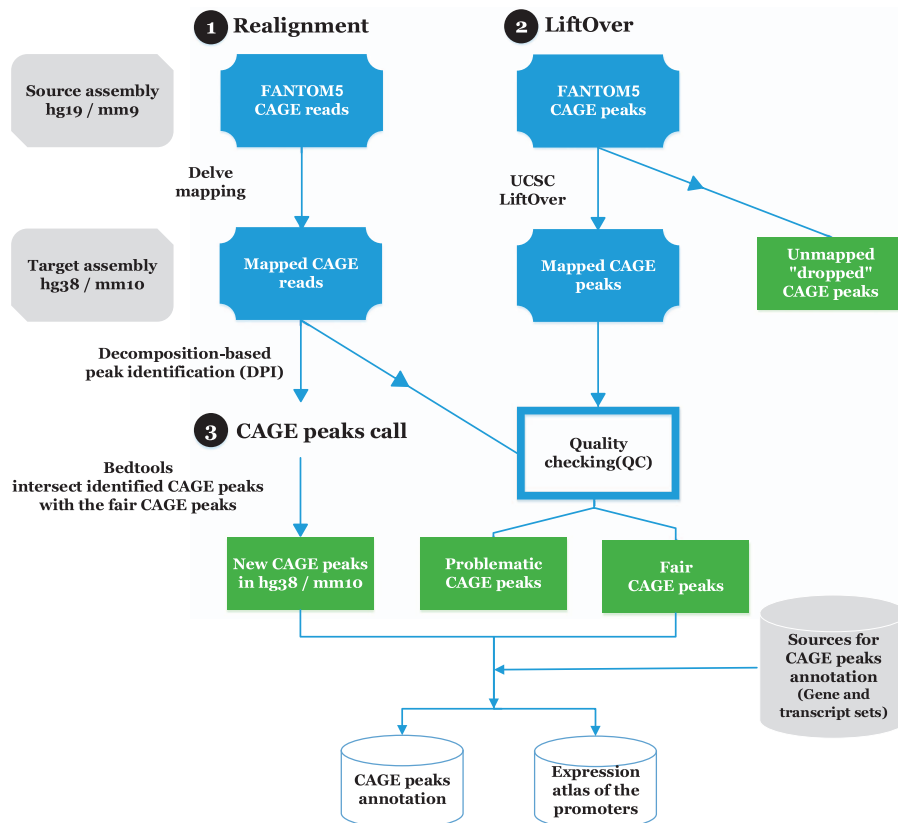 1 Realignment
2 LiftOver
Source assembly
hg19 / mm9
FANTOM5
CAGE reads
FANTOM5
CAGE peaks
Delve
mapping
UCSC
LiftOver
Target assembly
hg38 / mm10
Mapped CAGE
reads
Mapped CAGE
peaks
Unmapped
"dropped"
CAGE peaks
Decomposition-based
peak identification (DPI)
3 CAGE peaks call
Quality
checking(QC)
Bedtools
intersect identified CAGE peaks
with the fair CAGE peaks
New CAGE peaks
in hg38 / mm10
Problematic
CAGE peaks
Fair
CAGE peaks
Sources for
CAGE peaks
annotation
(Gene and
transcript sets)
CAGE peaks
annotation
Expression
atlas of the
promoters